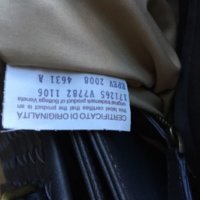 CERTIFICATO DI ORIGINALITÀ
This label certifies that the
product is an
original trademark product of Bottega Veneta
171265 V7782 1106
RPEV 2008 4631 A